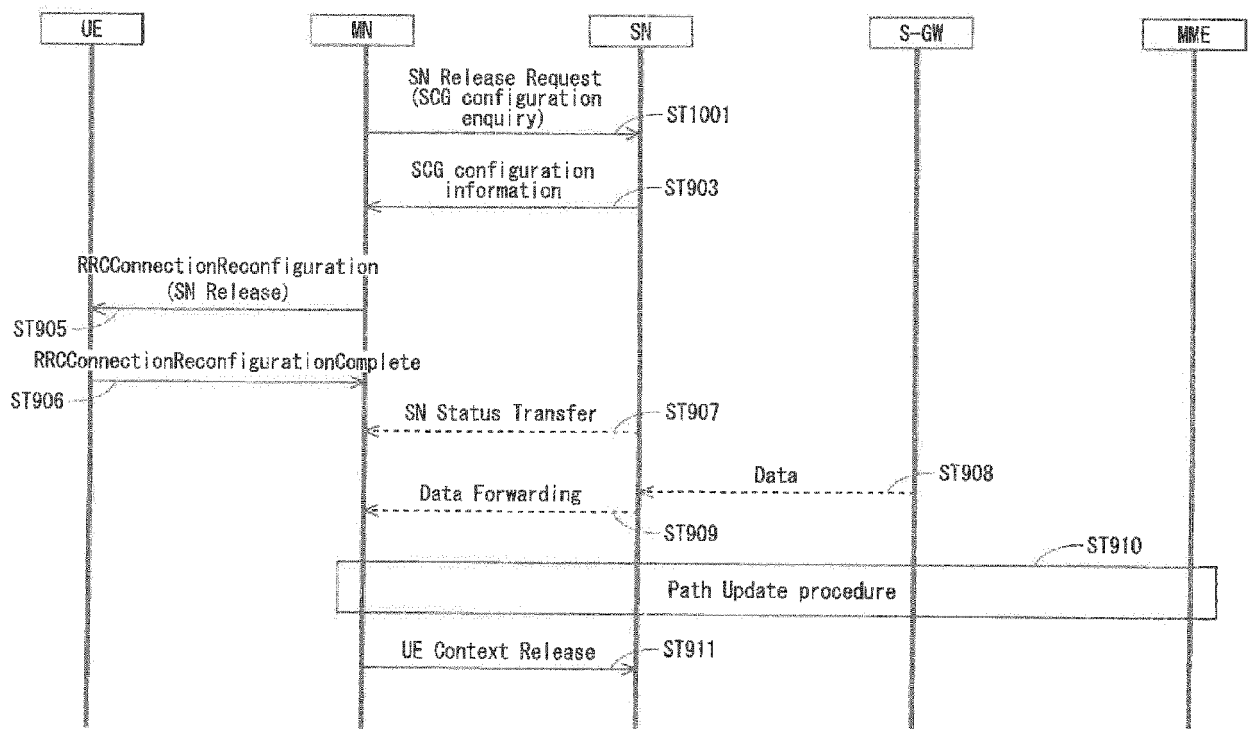 UE
MN
SN
S-GW
MME
SN Release Request
(SCG configuration
enquiry)
ST1001
SCG configuration
information
ST903
RRCConnectionReconfiguration
(SN Release)
ST905
RRCConnectionReconfigurationComplete
ST906
SN Status Transfer
ST907
Data
ST908
Data Forwarding
ST909
ST910
Path Update procedure
UE Context Release
ST911